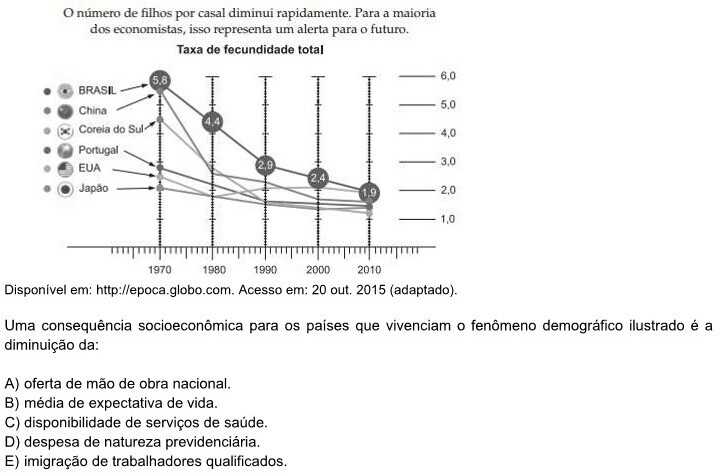 O número de filhos por casal diminui rapidamente. Para a maioria
dos economistas, isso representa um alerta para o futuro.
Taxa de fecundidade total
BRASIL
China
Coreia do Sul
Portugal
EUA
Japão
5,8
4,4
2,9
2,4
1,9
6,0
5,0
4,0
3,0
2,0
1,0
1970 1980 1990 2000 2010
Disponível em: http://epoca.globo.com. Acesso em: 20 out. 2015 (adaptado).
Uma consequência socioeconômica para os países que vivenciam o fenômeno demográfico ilustrado é a
diminuição da:
A) oferta de mão de obra nacional.
B) média de expectativa de vida.
C) disponibilidade de serviços de saúde.
D) despesa de natureza previdenciária.
E) imigração de trabalhadores qualificados.